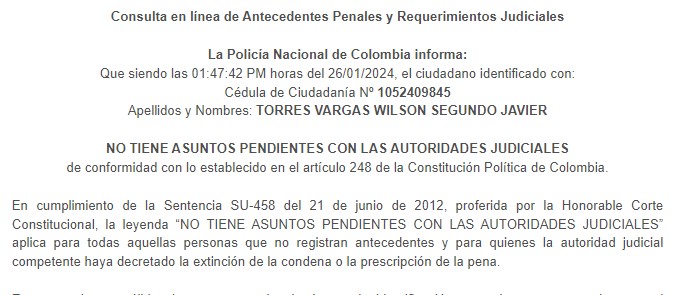 Consulta en línea de Antecedentes Penales y Requerimientos Judiciales
La Policía Nacional de Colombia informa:
Que siendo las 01:47:42 PM horas del 26/01/2024, el ciudadano identificado con:
Cédula de Ciudadanía Nº 1052409845
Apellidos y Nombres: TORRES VARGAS WILSON SEGUNDO JAVIER
NO TIENE ASUNTOS PENDIENTES CON LAS AUTORIDADES JUDICIALES
de conformidad con lo establecido en el artículo 248 de la Constitución Política de Colombia.
En cumplimiento de la Sentencia SU-458 del 21 de junio de 2012, proferida por la Honorable Corte
Constitucional, la leyenda “NO TIENE ASUNTOS PENDIENTES CON LAS AUTORIDADES JUDICIALES”
aplica para todas aquellas personas que no registran antecedentes y para quienes la autoridad judicial
competente haya decretado la extinción de la condena o la prescripción de la pena.